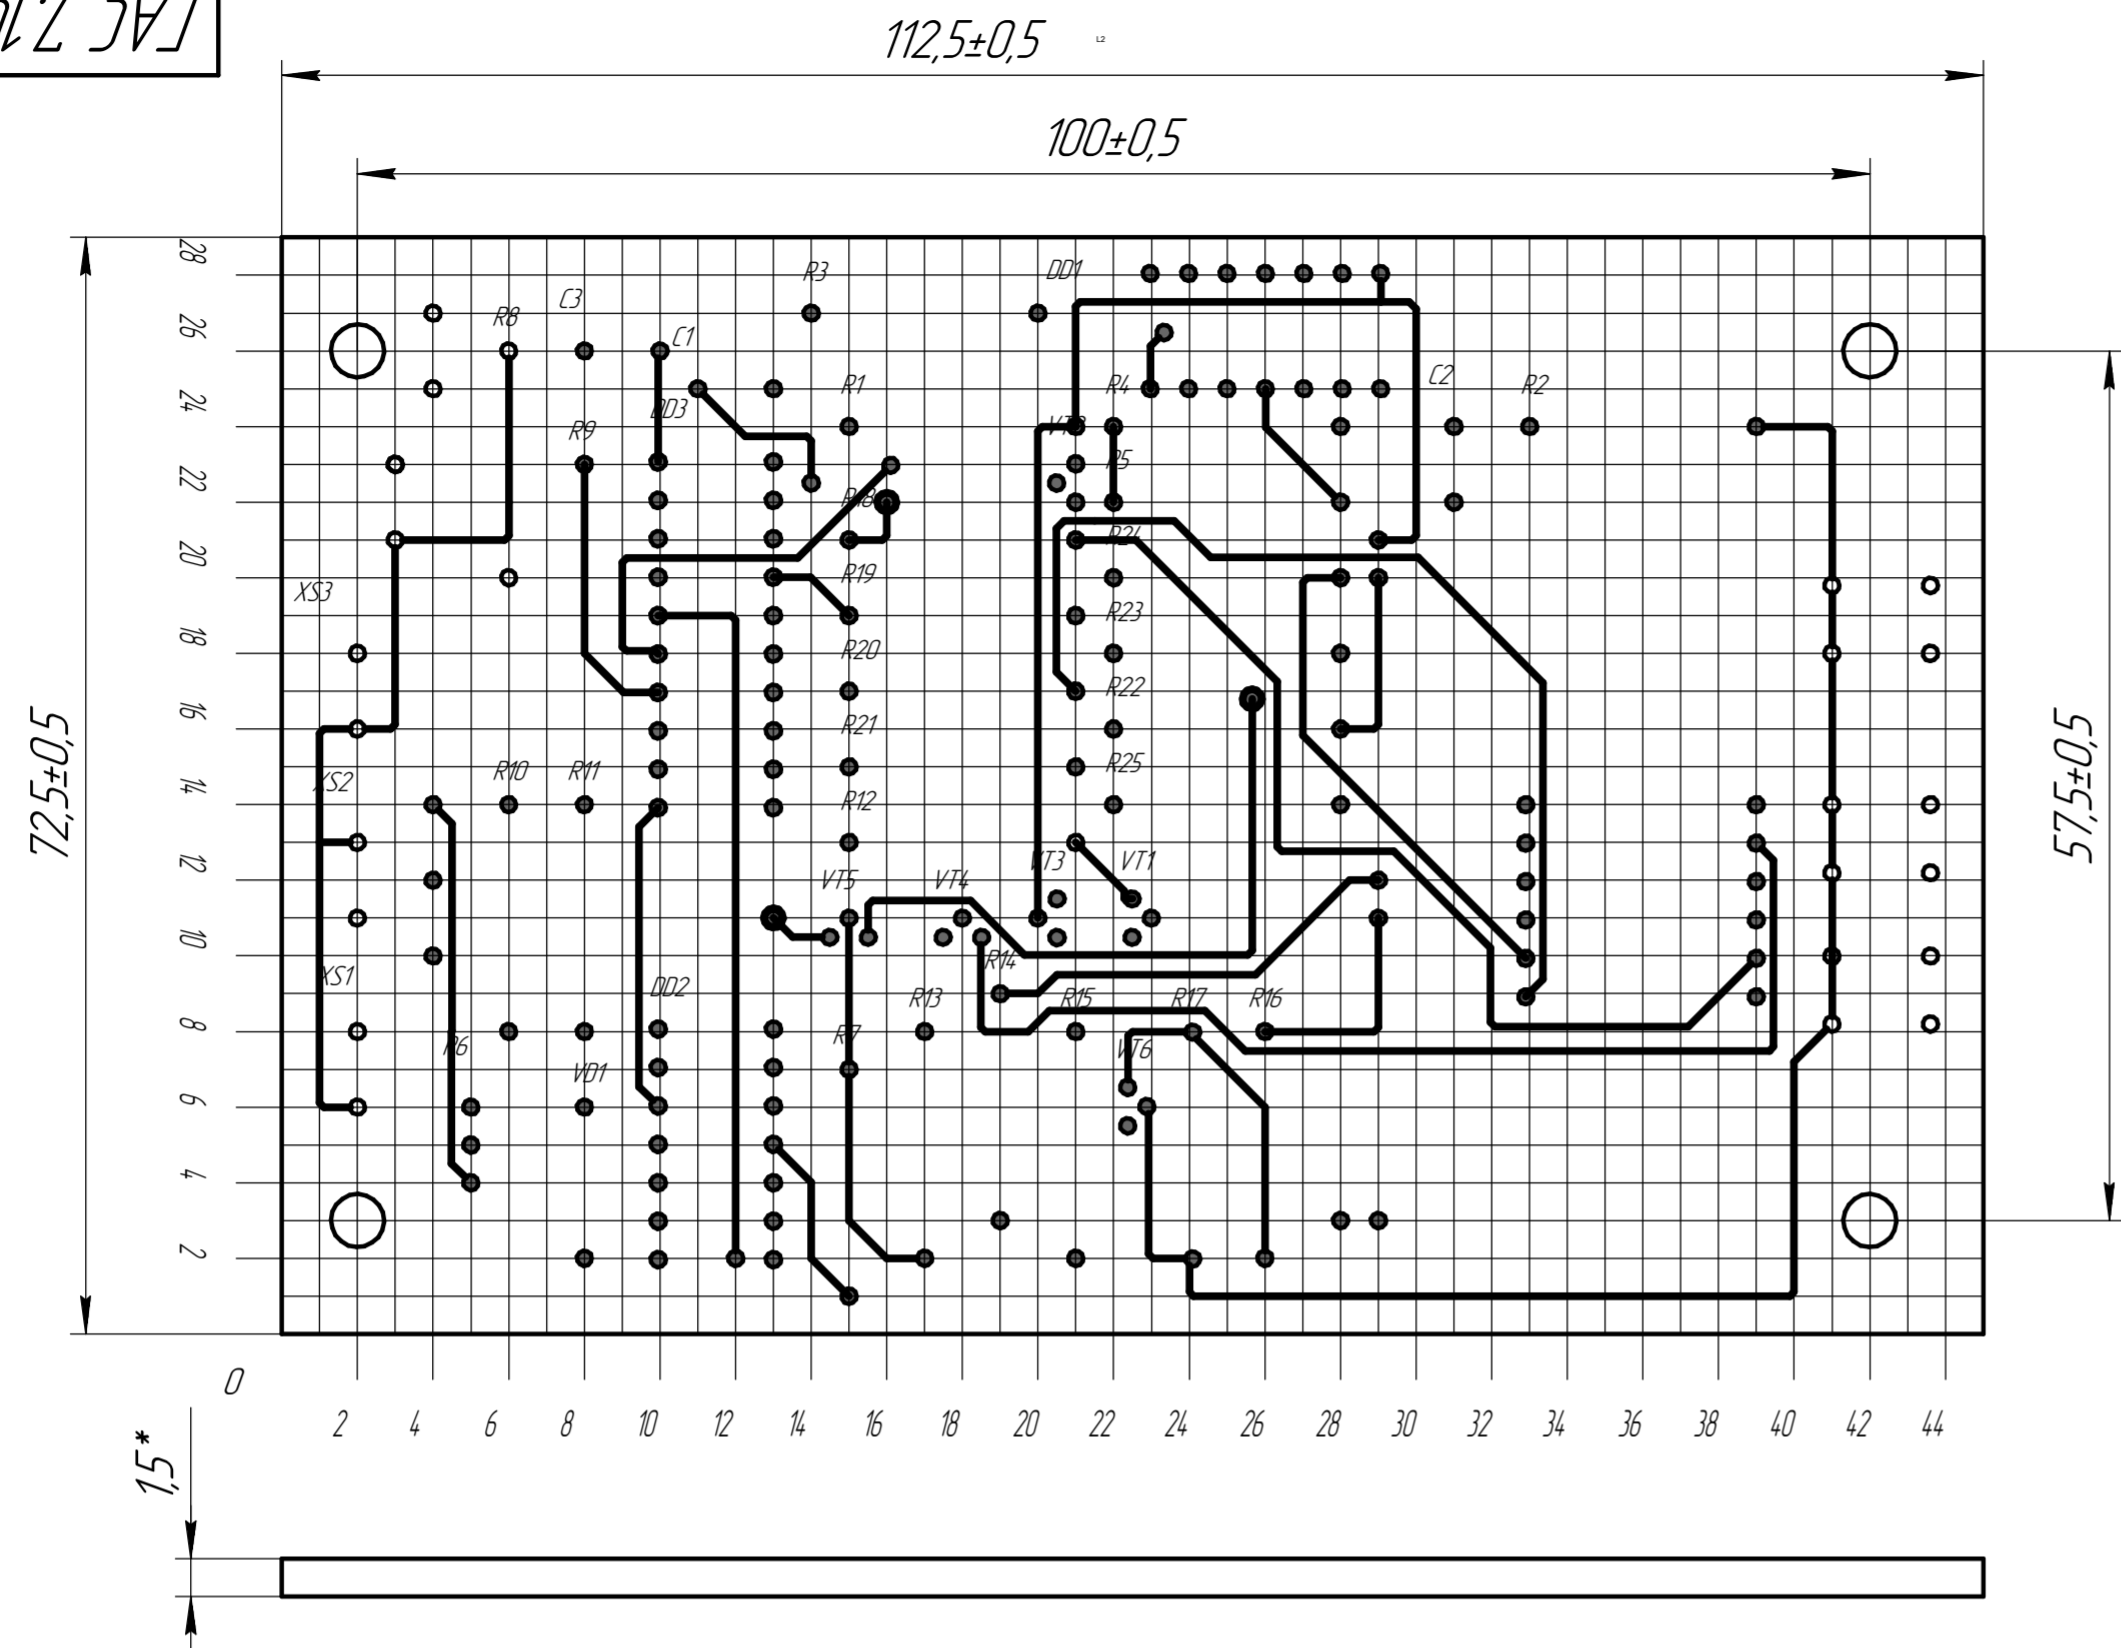 ГАС 7.10
112,5±0,5
L2
100±0,5
28
R3
DD1
C3
R8
26
C1
R1
R4
C2
R2
24
DD3
R9
VT2
R5
22
R18
R24
20
R19
XS3
R23
18
R20
R22
16
R21
72,5±0,5
57,5±0,5
R25
R10
R11
XS2
14
R12
VT3
VT1
12
VT5
VT4
10
R14
XS1
DD2
R13
R15
R17
R16
8
R7
R6
VT6
VD1
6
4
2
0
2 4 6 8 10 12 14 16 18 20 22 24 26 28 30 32 34 36 38 40 42 44
1,5*